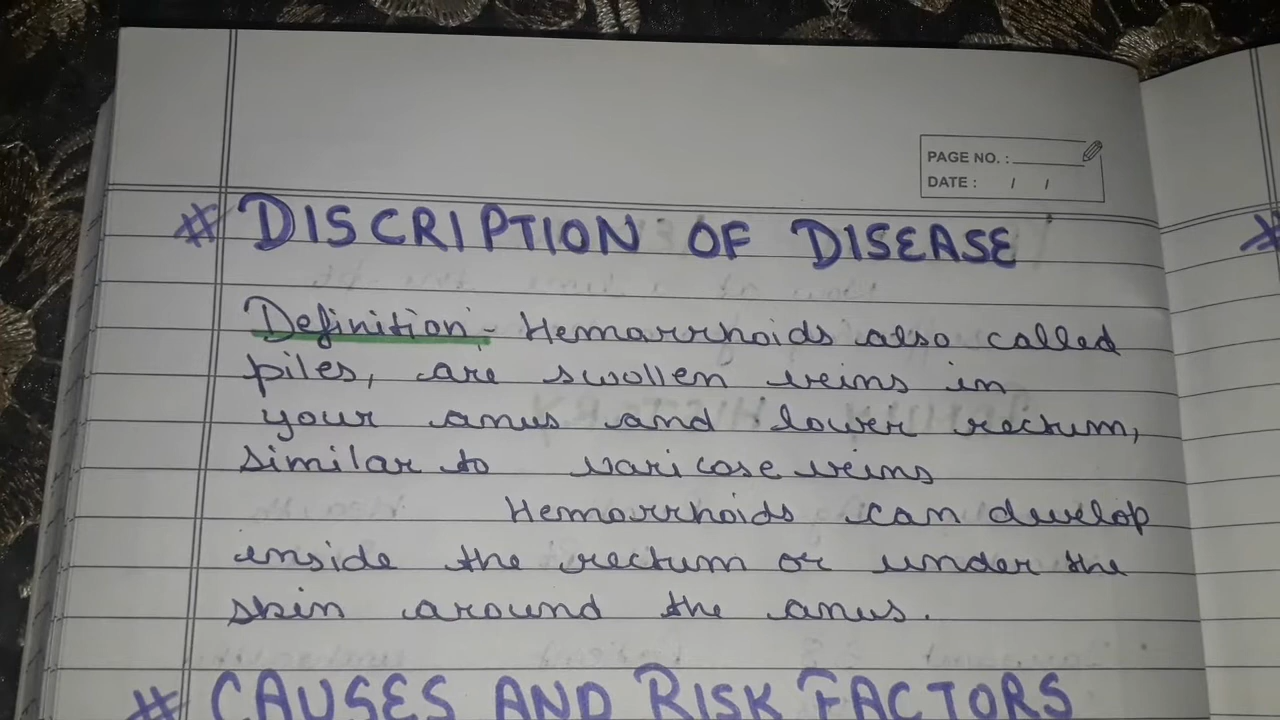 PAGE NO. :
DATE : / /
# DISCRIPTION OF DISEASE
Definition - Hemorrhoids also called
piles, are swollen veins in
your anus and lower rectum,
similar to varicose veins
Hemorrhoids can develop
inside the rectum or under the
skin around the anus.
# CAUSES AND RISK FACTORS